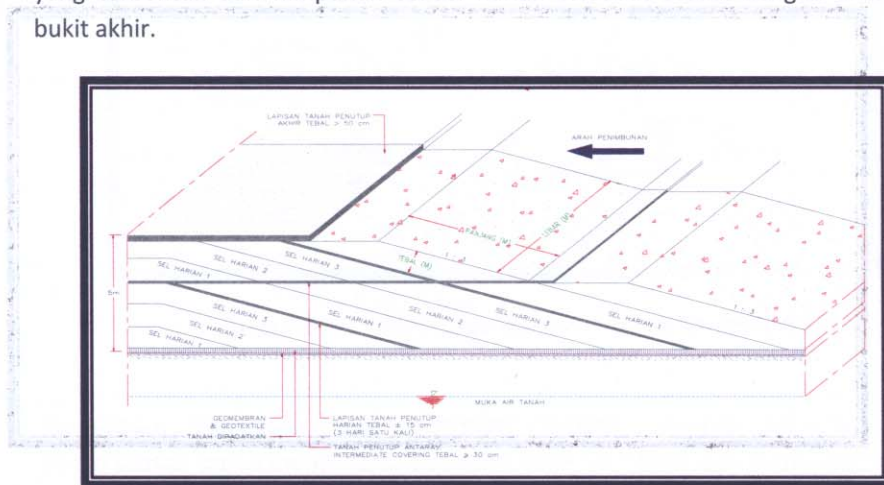 bukit akhir.
LAPISAN TANAH PENUTUP
AKHIR TEBAL ≥ 50 cm
ARAH PENIMBUNAN
PANJANG (M)
LEBAR (M)
TEBAL (M)
1 : 3
5m
SEL HARIAN 1
SEL HARIAN 2
SEL HARIAN 3
SEL HARIAN 1
SEL HARIAN 2
SEL HARIAN 3
SEL HARIAN 1
SEL HARIAN 2
SEL HARIAN 3
SEL HARIAN 1
MUKA AIR TANAH
GEOMEMBRAN
& GEOTEXTILE
TANAH DIPADATKAN
LAPISAN TANAH PENUTUP
HARIAN TEBAL ± 15 cm
(3 HARI SATU KALI)
TANAH PENUTUP ANTARA
INTERMEDIATE COVERING TEBAL ≥ 30 cm